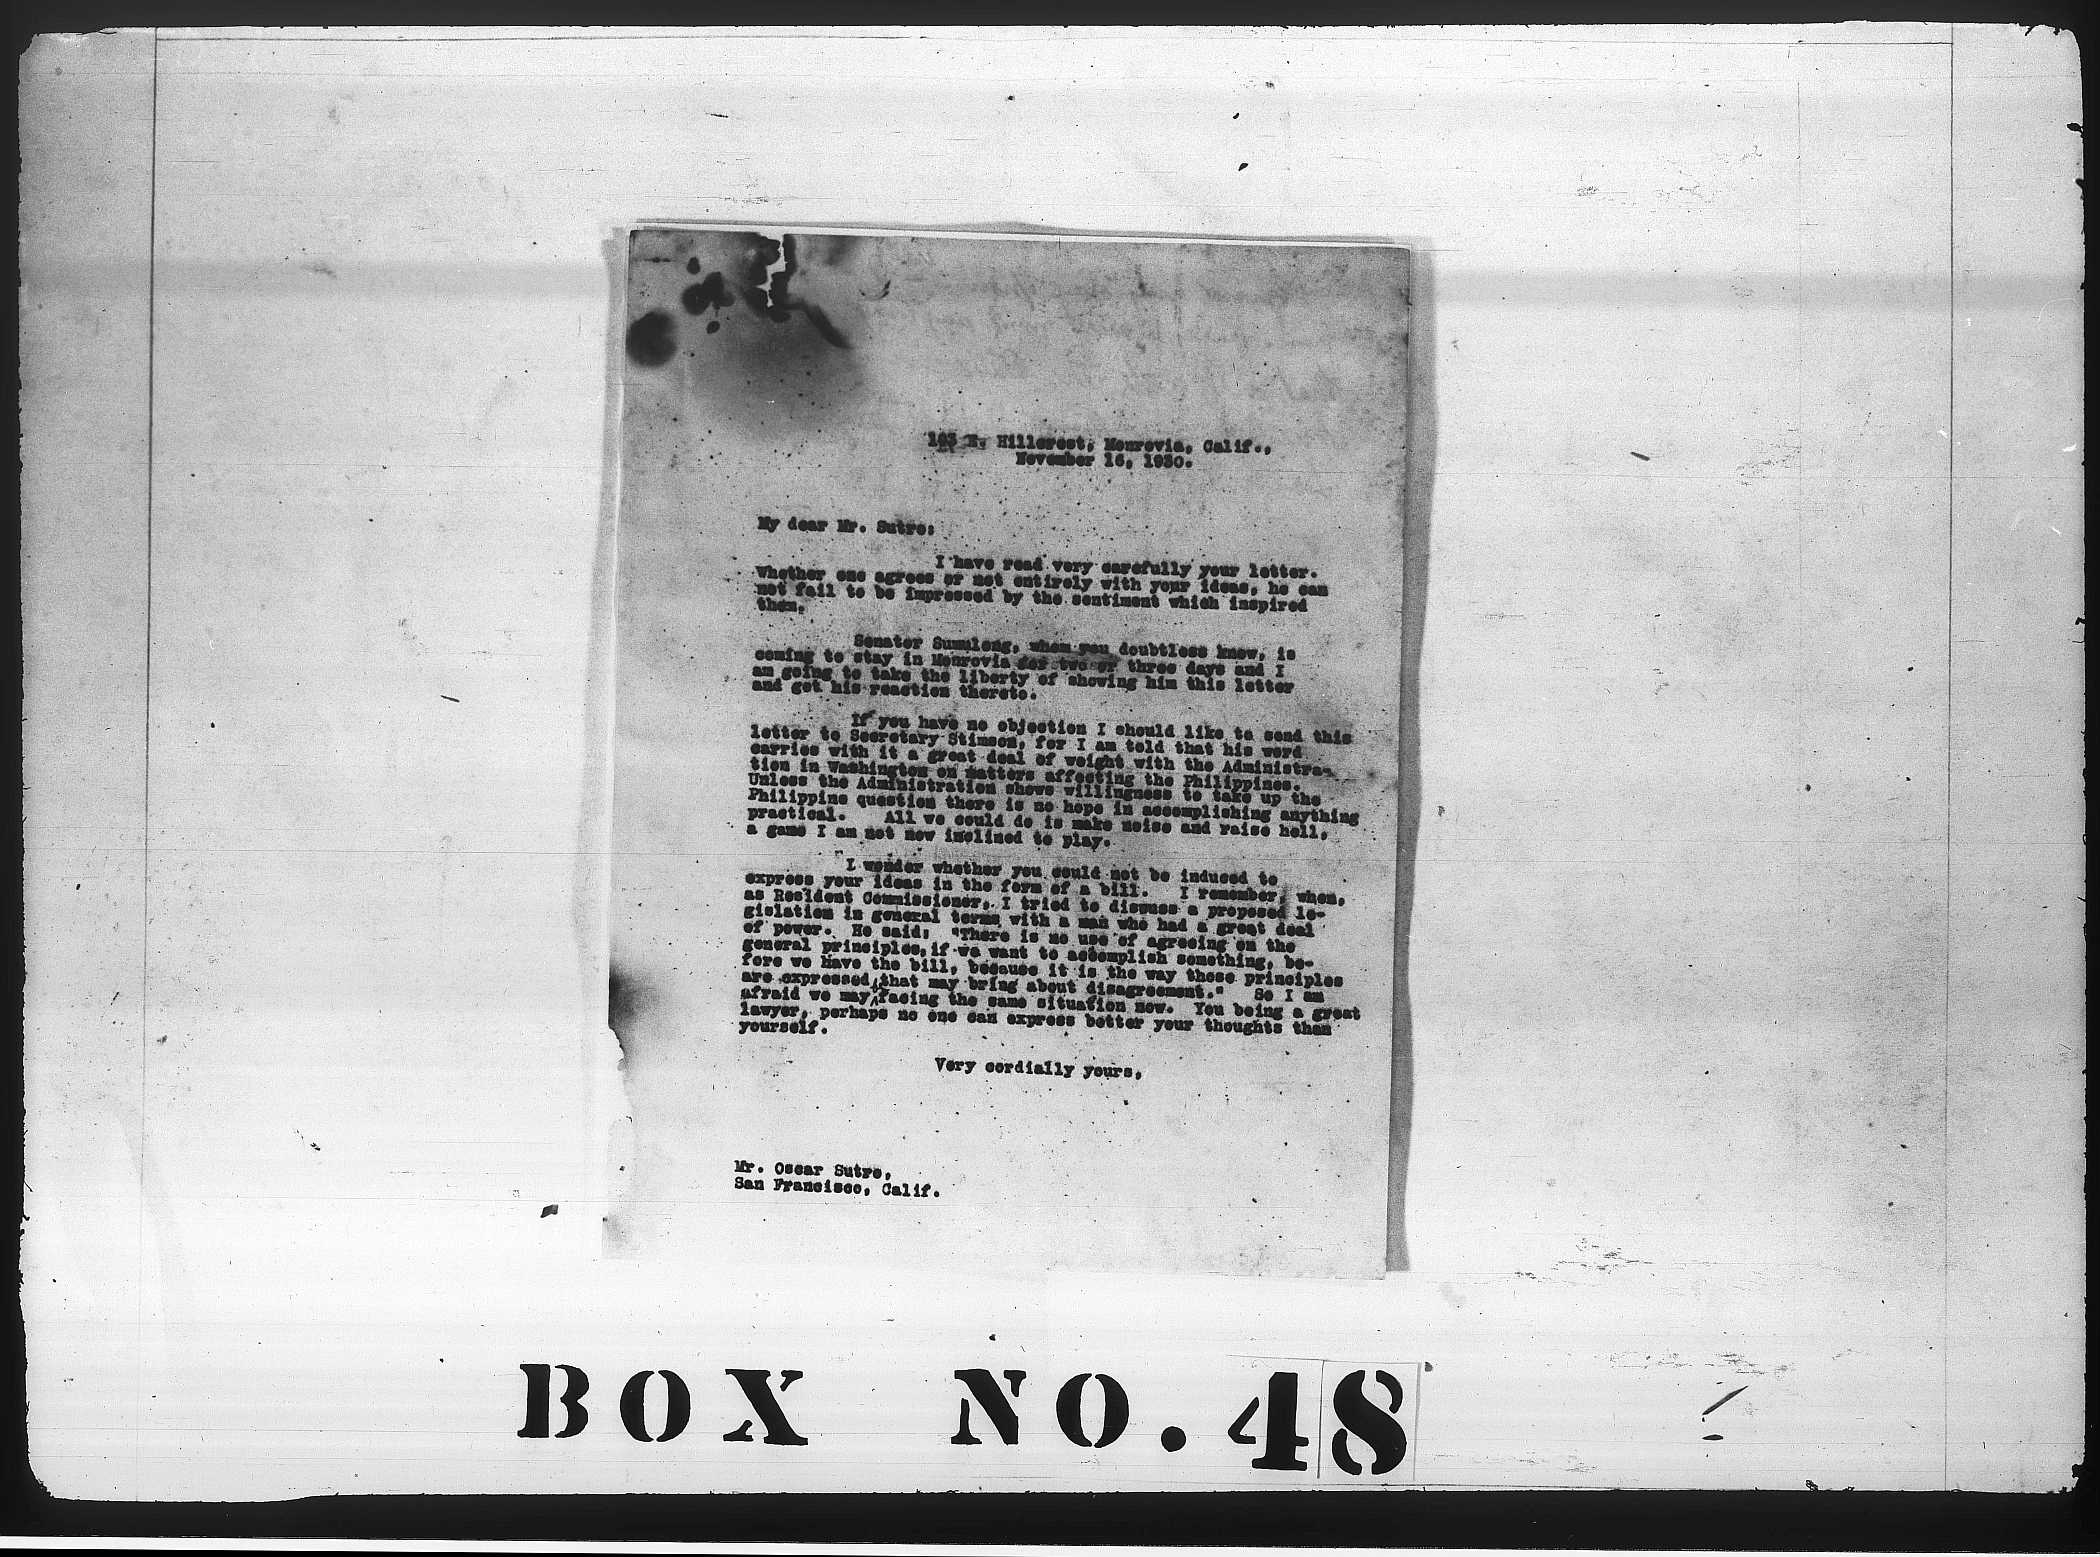 103 E. Hillcrest, Monrovia, Calif.,
November 16, 1930.
My dear Mr. Sutro:
I have read very carefully your letter.
Whether one agrees or not entirely with your ideas, he can
not fail to be impressed by the sentiment which inspired
them.
Senator Sumulong, whom you doubtless know, is
coming to stay in Monrovia for two or three days and I
am going to take the liberty of showing him this letter
and get his reaction thereto.
If you have no objection I should like to send this
letter to Secretary Stimson, for I am told that his word
carries with it a great deal of weight with the Administra-
tion in Washington on matters affecting the Philippines.
Unless the Administration shows willingness to take up the
Philippine question there is no hope in accomplishing anything
practical. All we could do is make noise and raise hell,
a game I am not now inclined to play.
I wonder whether you could not be induced to
express your ideas in the form of a bill. I remember, when,
as Resident Commissioner, I tried to discuss a proposed le-
gislation in general terms with a man who had a great deal
of power. He said: "There is no use of agreeing on the
general principles, if we want to accomplish something, be-
fore we have the bill, because it is the way those principles
are expressed that may bring about disagreement." So I am
afraid we may facing the same situation now. You being a great
lawyer, perhaps no one can express better your thoughts than
yourself.
Very cordially yours,
Mr. Oscar Sutro,
San Francisco, Calif.
BOX NO. 48